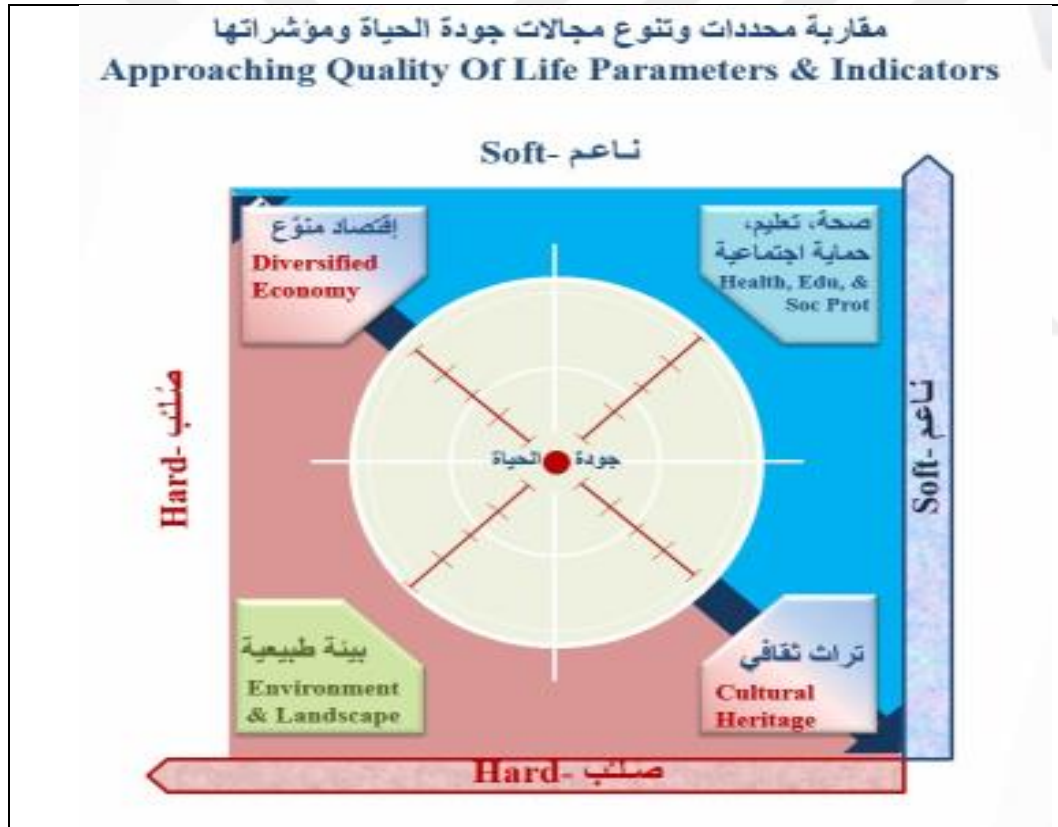 مقاربة محددات وتنوع مجالات جودة الحياة ومؤشراتها
Approaching Quality Of Life Parameters & Indicators
Soft- ناعم
إقتصاد منوّع
Diversified
Economy
صحة، تعليم،
حماية اجتماعية
Health, Edu, &
Soc Prot
Hard- صلب
جودة الحياة
Soft- ناعم
بيئة طبيعية
Environment
& Landscape
تراث ثقافي
Cultural
Heritage
Hard- صلب